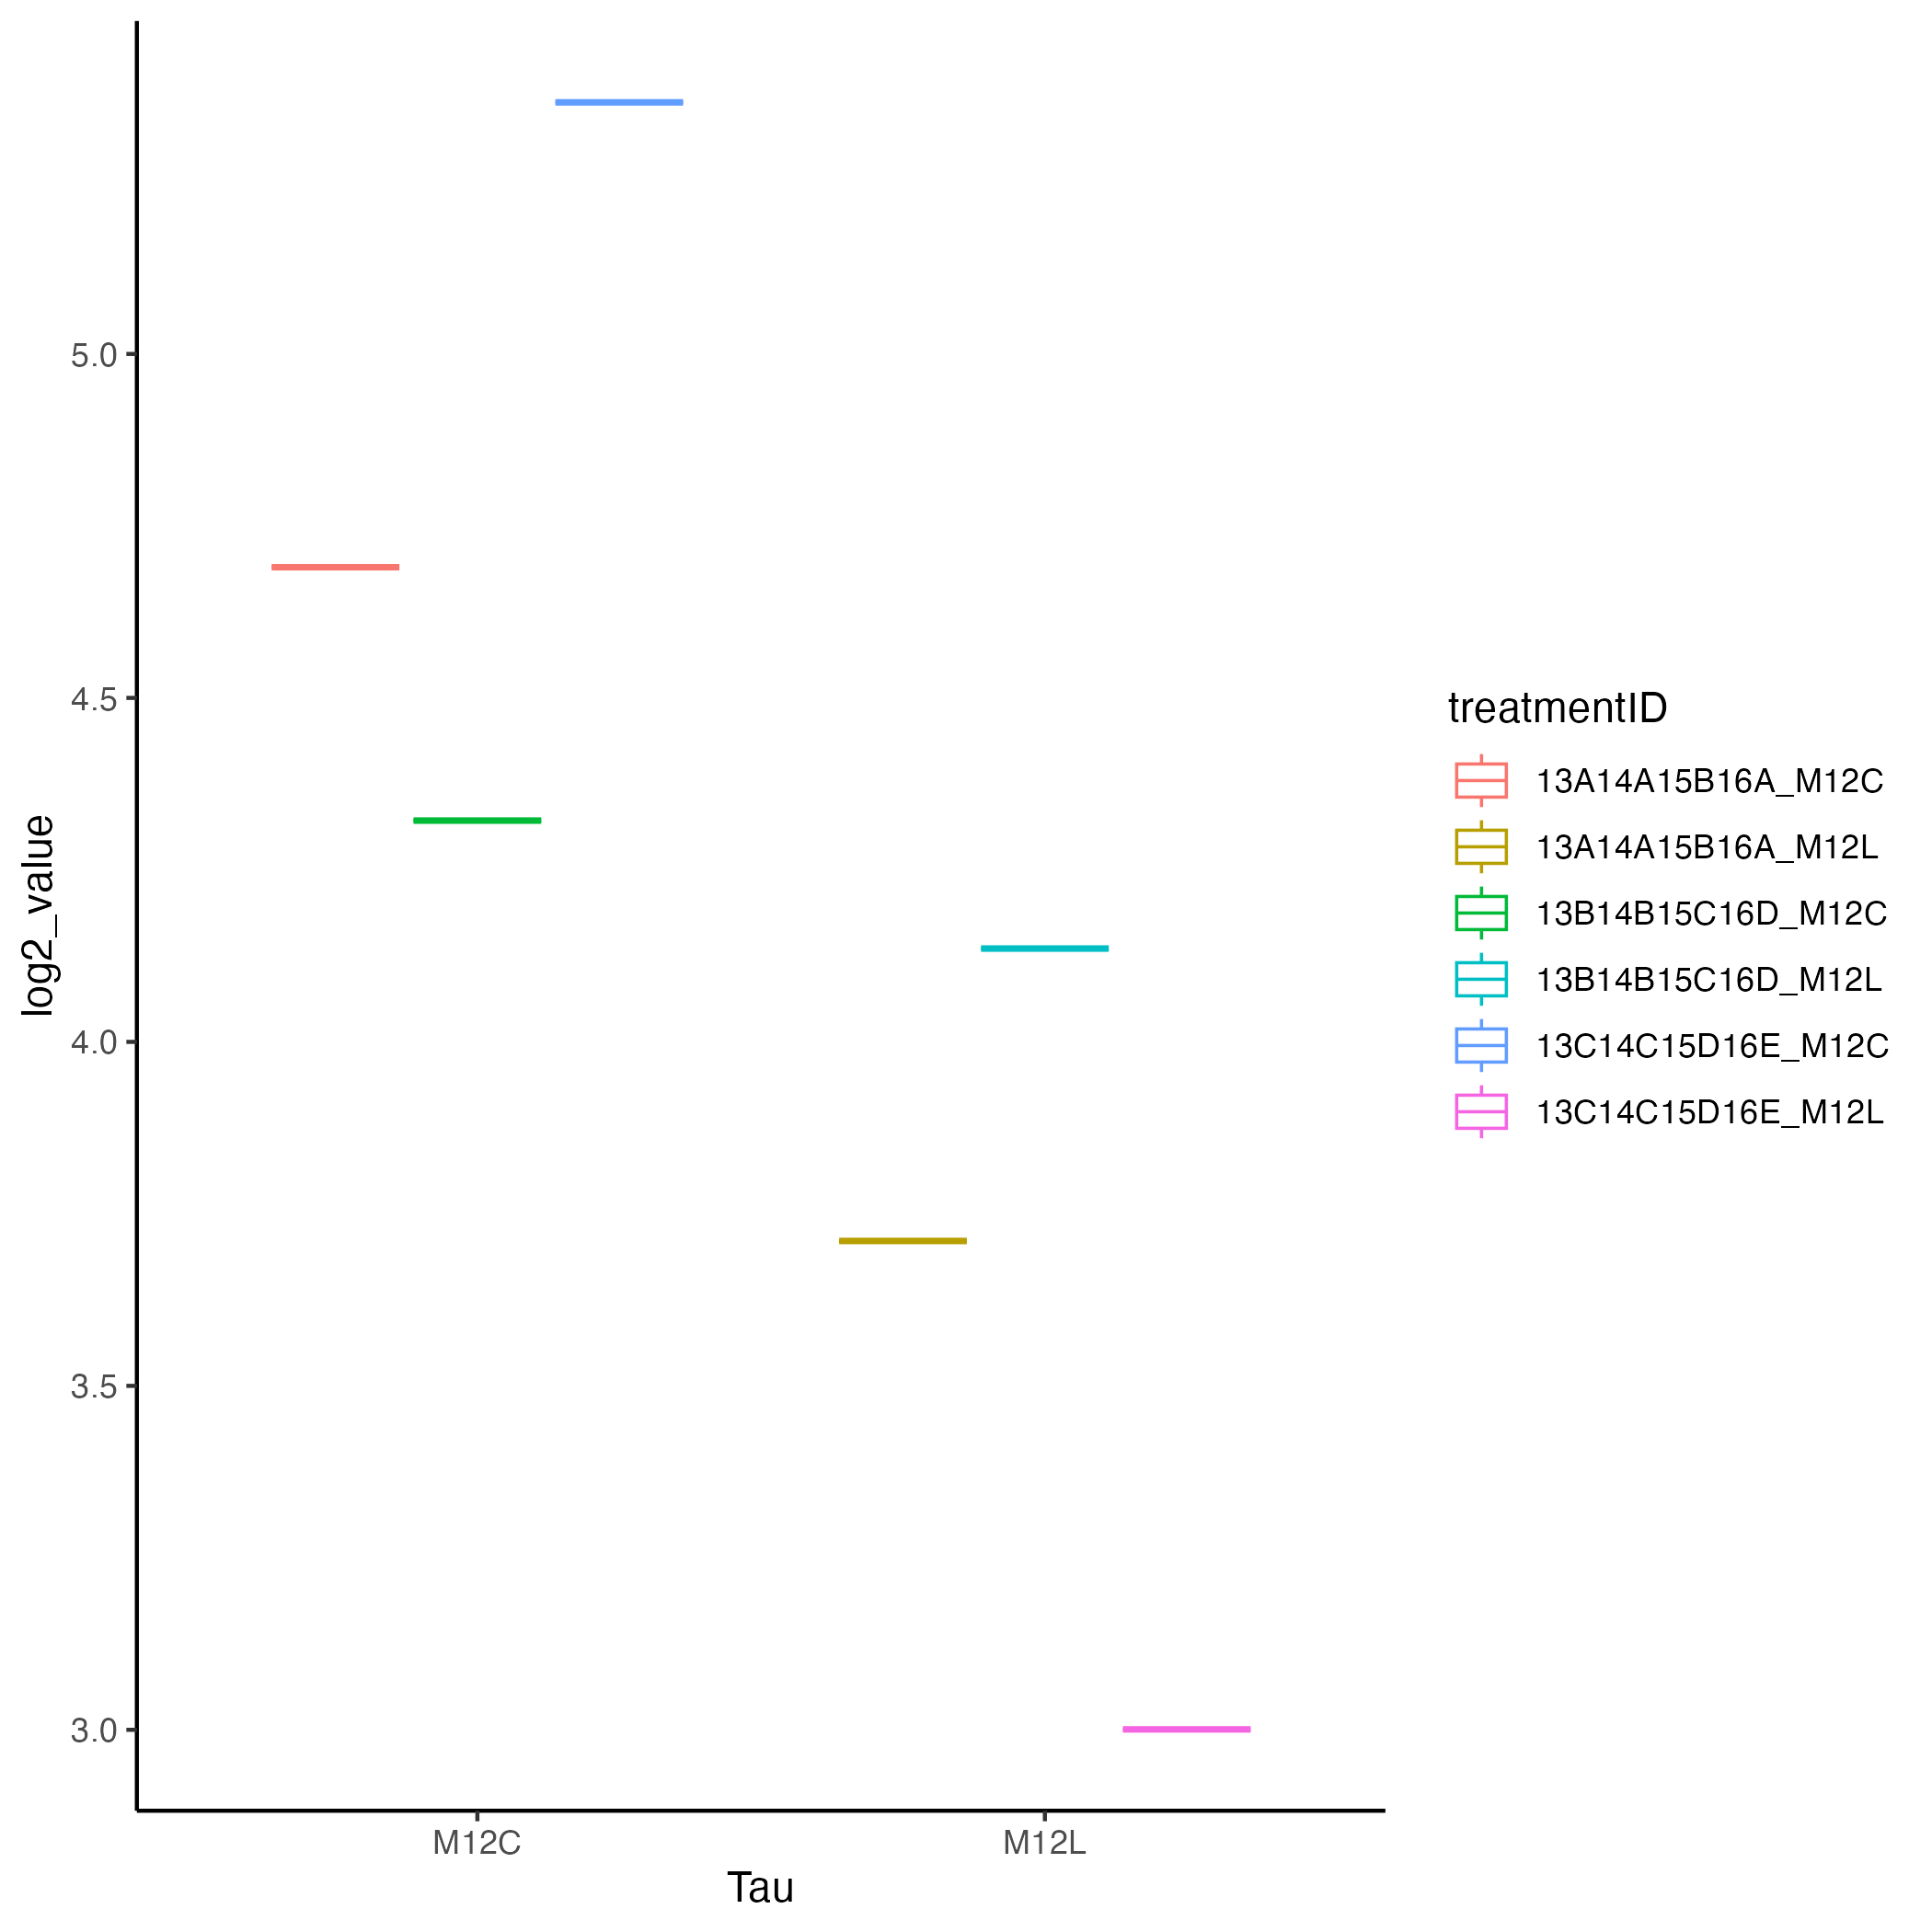 log2_value
5.0
4.5
4.0
3.5
3.0
M12C
M12L
Tau
treatmentID
13A14A15B16A_M12C
13A14A15B16A_M12L
13B14B15C16D_M12C
13B14B15C16D_M12L
13C14C15D16E_M12C
13C14C15D16E_M12L